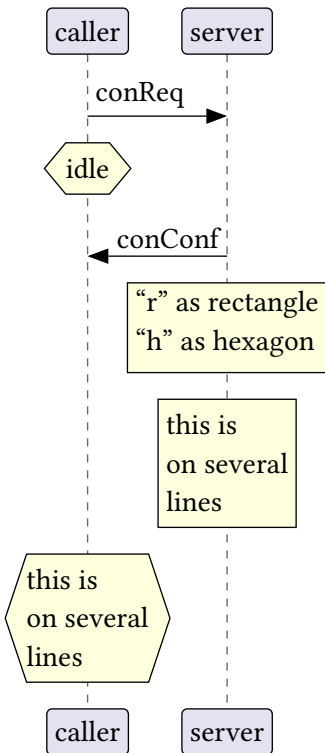 caller
server
conReq
idle
conConf
“r” as rectangle
“h” as hexagon
this is
on several
lines
this is
on several
lines
caller
server